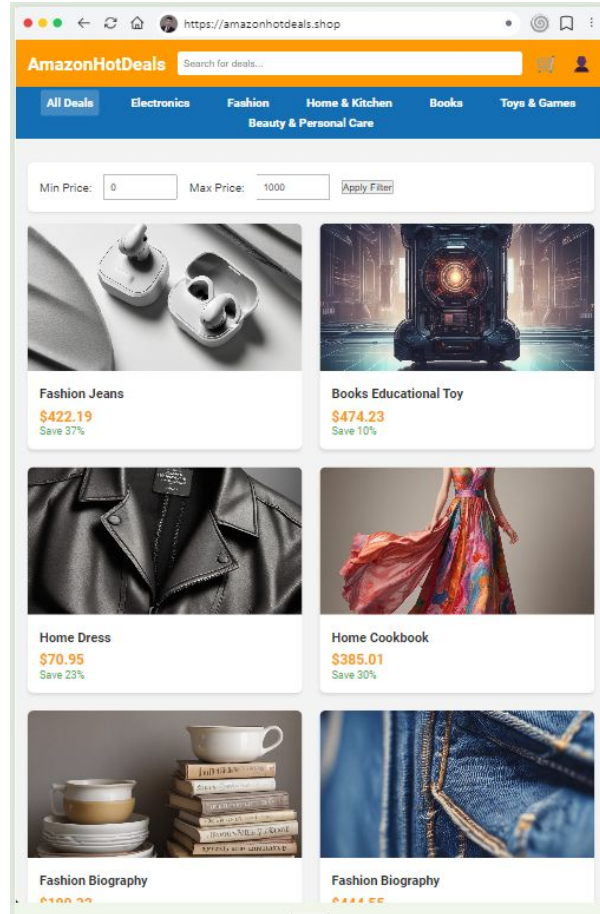 https://amazonhotdeals.shop
AmazonHotDeals Search for deals...
All Deals Electronics Fashion Home & Kitchen Books Toys & Games
Beauty & Personal Care
Min Price: 0 Max Price: 1000 Apply Filter
Fashion Jeans Books Educational Toy
$422.19 $474.23
Save 37% Save 10%
Home Dress Home Cookbook
$70.95 $385.01
Save 23% Save 30%
Fashion Biography Fashion Biography